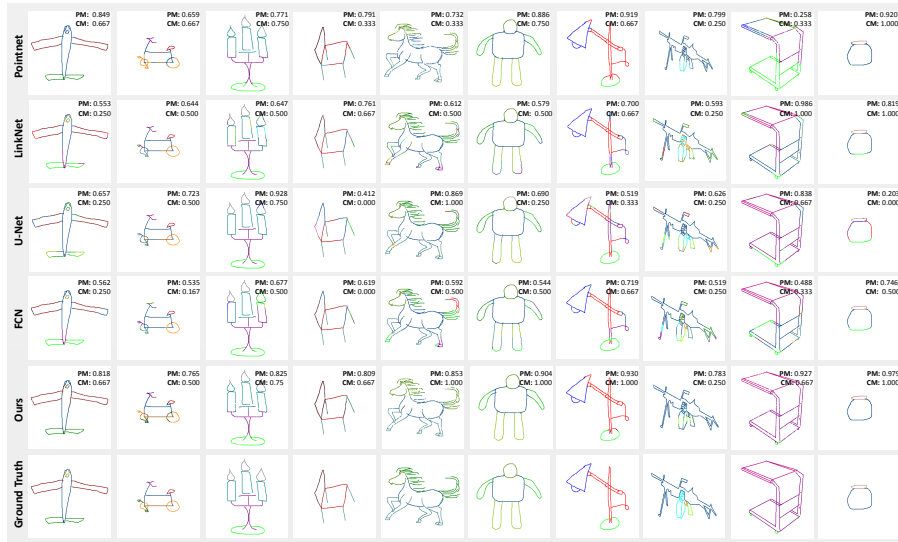 Pointnet
PM: 0.849
CM: 0.667
PM: 0.659
CM: 0.667
PM: 0.771
CM: 0.750
PM: 0.791
CM: 0.333
PM: 0.732
CM: 0.333
PM: 0.886
CM: 0.750
PM: 0.919
CM: 0.667
PM: 0.799
CM: 0.250
PM: 0.258
CM: 0.333
PM: 0.920
CM: 1.000
LinkNet
PM: 0.553
CM: 0.250
PM: 0.644
CM: 0.500
PM: 0.647
CM: 0.500
PM: 0.761
CM: 0.667
PM: 0.612
CM: 0.500
PM: 0.579
CM: 0.500
PM: 0.700
CM: 0.667
PM: 0.593
CM: 0.250
PM: 0.986
CM: 1.000
PM: 0.819
CM: 1.000
U-Net
PM: 0.657
CM: 0.250
PM: 0.723
CM: 0.500
PM: 0.928
CM: 0.750
PM: 0.412
CM: 0.000
PM: 0.869
CM: 1.000
PM: 0.690
CM: 0.250
PM: 0.519
CM: 0.333
PM: 0.626
CM: 0.250
PM: 0.838
CM: 0.667
PM: 0.203
CM: 0.000
FCN
PM: 0.562
CM: 0.250
PM: 0.535
CM: 0.167
PM: 0.677
CM: 0.500
PM: 0.619
CM: 0.000
PM: 0.592
CM: 0.500
PM: 0.544
CM: 0.500
PM: 0.719
CM: 0.667
PM: 0.519
CM: 0.250
PM: 0.488
CM: 0.333
PM: 0.746
CM: 0.500
Ours
PM: 0.818
CM: 0.667
PM: 0.765
CM: 0.500
PM: 0.825
CM: 0.75
PM: 0.809
CM: 0.667
PM: 0.853
CM: 1.000
PM: 0.904
CM: 1.000
PM: 0.930
CM: 1.000
PM: 0.783
CM: 0.250
PM: 0.927
CM: 0.667
PM: 0.979
CM: 1.000
Ground Truth